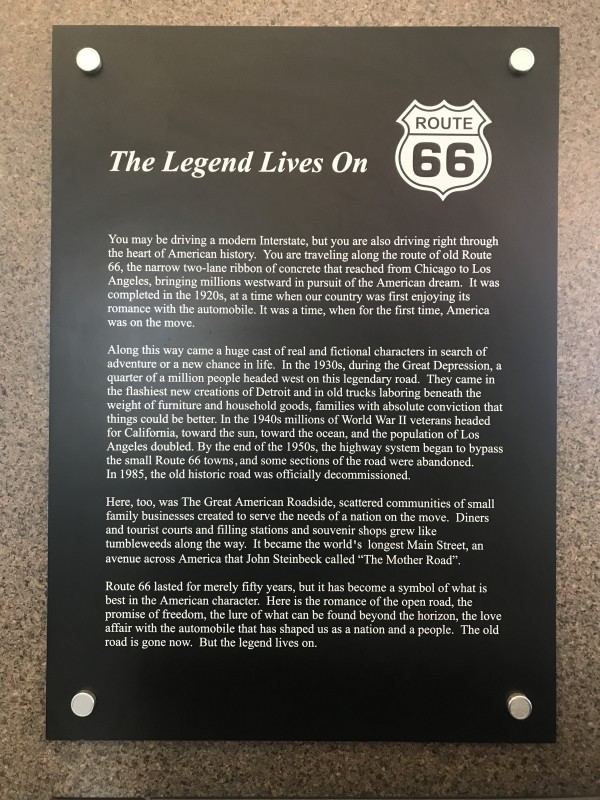 ROUTE
66
The Legend Lives On
You may be driving a modern Interstate, but you are also driving right through
the heart of American history.  You are traveling along the route of old Route
66, the narrow two-lane ribbon of concrete that reached from Chicago to Los
Angeles, bringing millions westward in pursuit of the American dream.  It was
completed in the 1920s, at a time when our country was first enjoying its
romance with the automobile. It was a time, when for the first time, America
was on the move.
Along this way came a huge cast of real and fictional characters in search of
adventure or a new chance in life.  In the 1930s, during the Great Depression, a
quarter of a million people headed west on this legendary road.  They came in
the flashiest new creations of Detroit and in old trucks laboring beneath the
weight of furniture and household goods, families with absolute conviction that
things could be better. In the 1940s millions of World War II veterans headed
for California, toward the sun, toward the ocean, and the population of Los
Angeles doubled. By the end of the 1950s, the highway system began to bypass
the small Route 66 towns, and some sections of the road were abandoned.
In 1985, the old historic road was officially decommissioned.
Here, too, was The Great American Roadside, scattered communities of small
family businesses created to serve the needs of a nation on the move.  Diners
and tourist courts and filling stations and souvenir shops grew like
tumbleweeds along the way.  It became the world's longest Main Street, an
avenue across America that John Steinbeck called “The Mother Road”.
Route 66 lasted for merely fifty years, but it has become a symbol of what is
best in the American character.  Here is the romance of the open road, the
promise of freedom, the lure of what can be found beyond the horizon, the love
affair with the automobile that has shaped us as a nation and a people.  The old
road is gone now.  But the legend lives on.